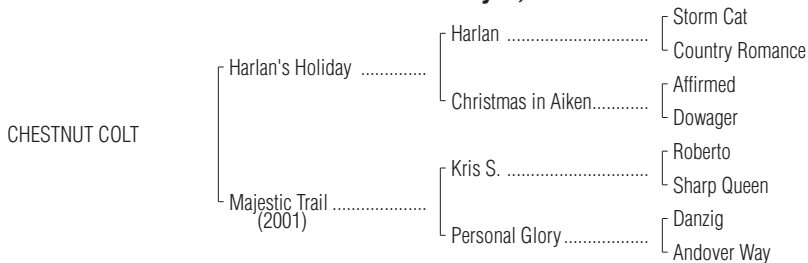 Storm Cat
Harlan ..............................
Country Romance
Harlan's Holiday ..............
Affirmed
Christmas in Aiken............
Dowager
CHESTNUT COLT
Roberto
Kris S. ..............................
Sharp Queen
Majestic Trail ....................
(2001)
Danzig
Personal Glory..................
Andover Way